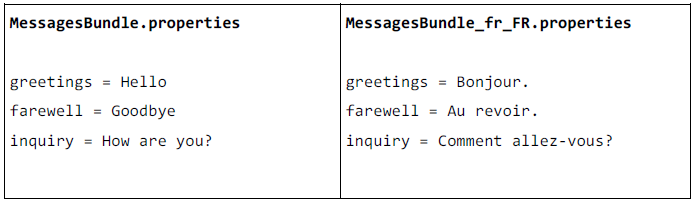 MessagesBundle.properties
greetings = Hello
farewell = Goodbye
inquiry = How are you?
MessagesBundle_fr_FR.properties
greetings = Bonjour.
farewell = Au revoir.
inquiry = Comment allez-vous?